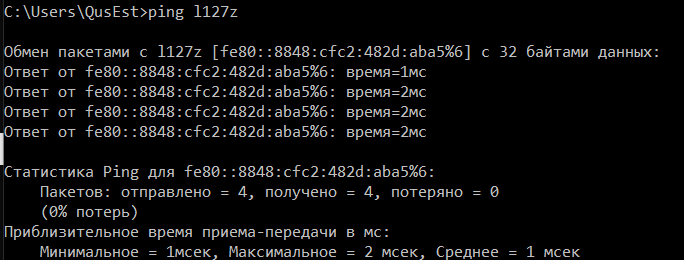 C:\Users\QusEst>ping l127z
Обмен пакетами с l127z [fe80::8848:cfc2:482d:aba5%6] с 32 байтами данных:
Ответ от fe80::8848:cfc2:482d:aba5%6: время=1мс
Ответ от fe80::8848:cfc2:482d:aba5%6: время=2мс
Ответ от fe80::8848:cfc2:482d:aba5%6: время=2мс
Ответ от fe80::8848:cfc2:482d:aba5%6: время=2мс
Статистика Ping для fe80::8848:cfc2:482d:aba5%6:
Пакетов: отправлено = 4, получено = 4, потеряно = 0
(0% потерь)
Приблизительное время приема-передачи в мс:
Минимальное = 1мсек, Максимальное = 2 мсек, Среднее = 1 мсек